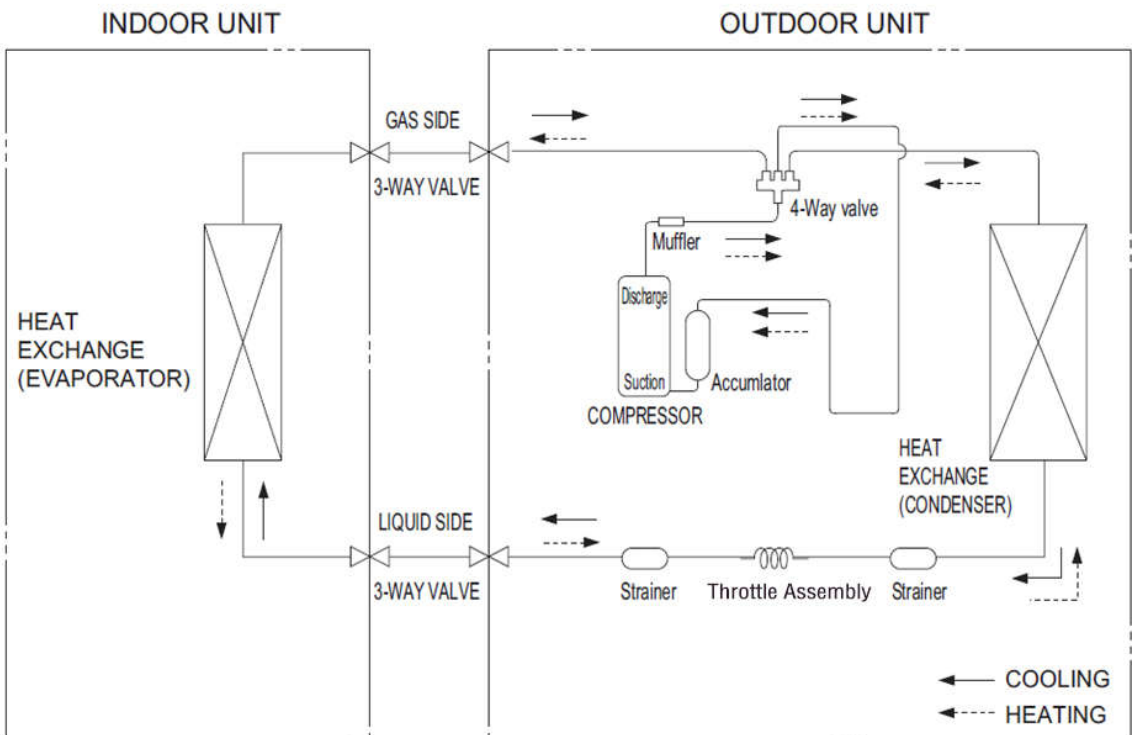 INDOOR UNIT
OUTDOOR UNIT
GAS SIDE
3-WAY VALVE
4-Way valve
Muffler
Discharge
Suction
Accumlator
COMPRESSOR
HEAT
EXCHANGE
(EVAPORATOR)
HEAT
EXCHANGE
(CONDENSER)
LIQUID SIDE
3-WAY VALVE
Strainer
Throttle Assembly
Strainer
COOLING
HEATING